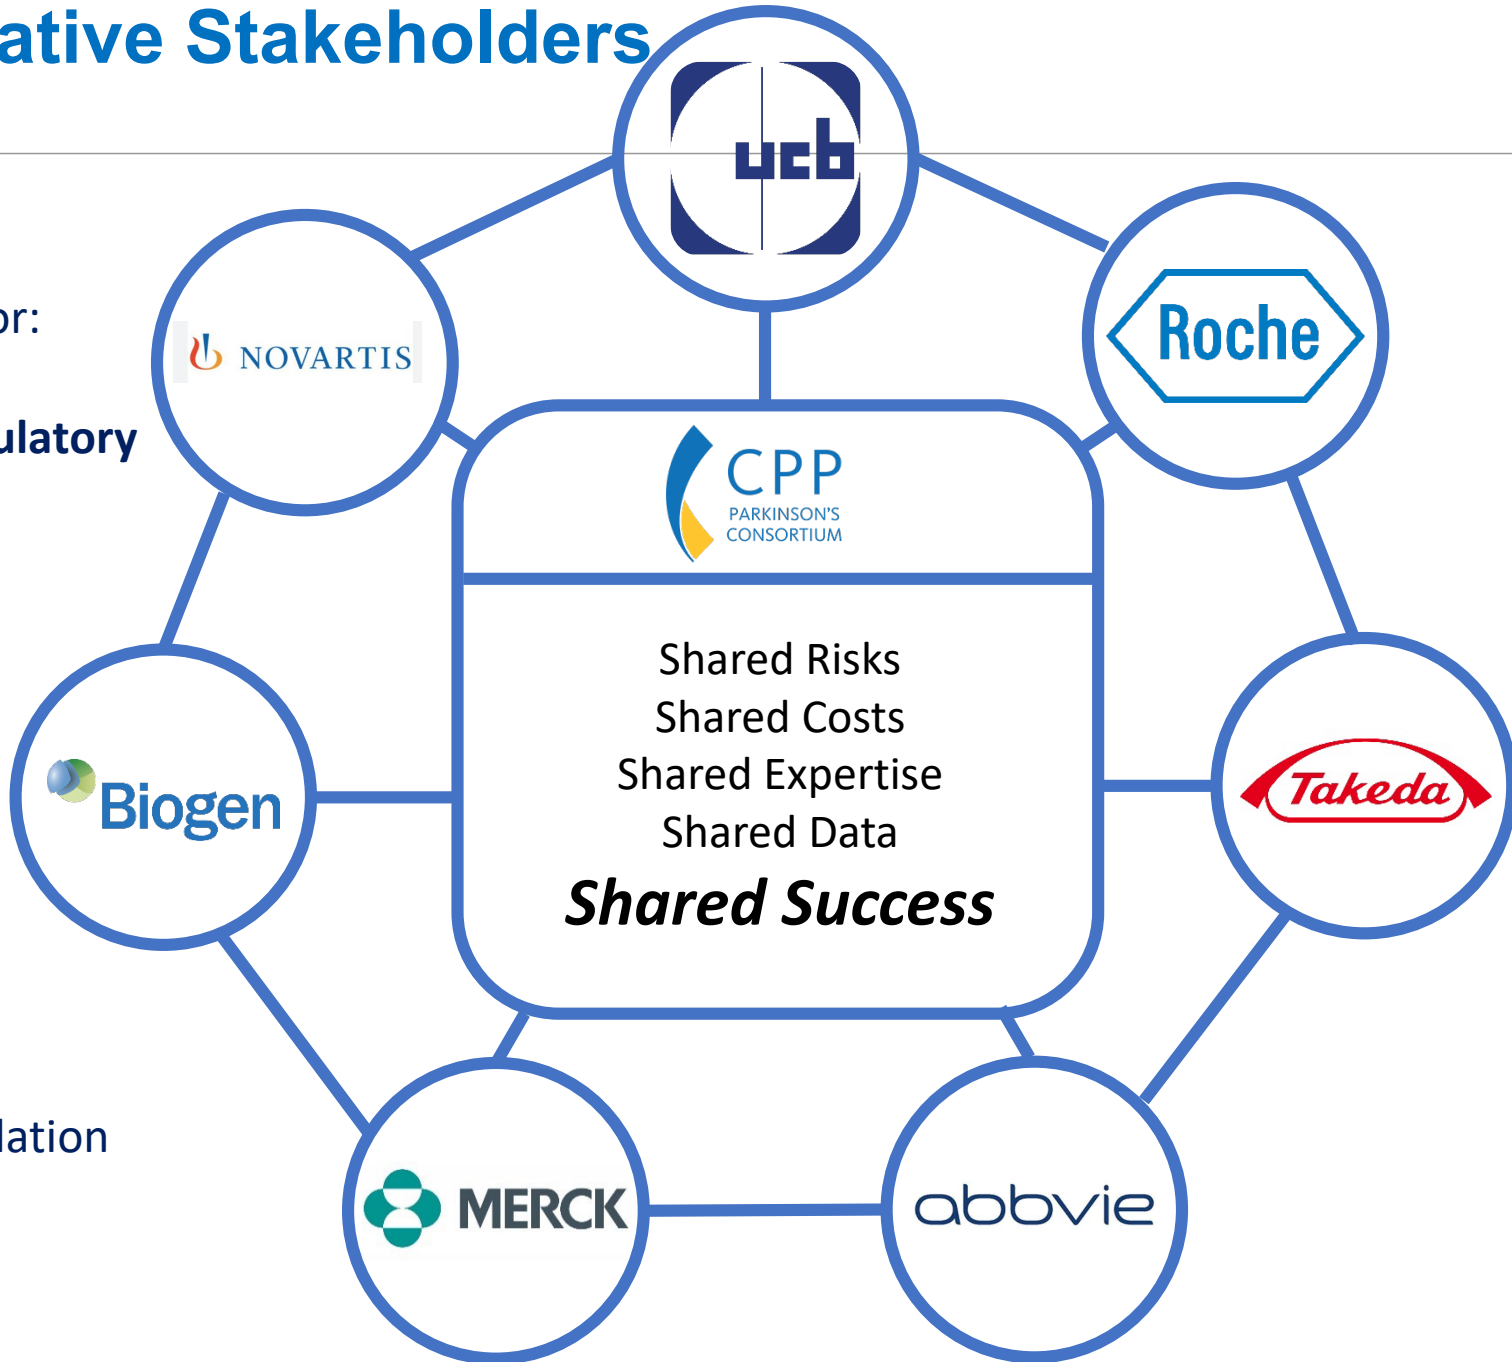 ative Stakeholders
ucb
or:
NOVARTIS
Roche
ulatory
CPP
PARKINSON'S
CONSORTIUM
Shared Risks
Shared Costs
Shared Expertise
Shared Data
Shared Success
Biogen
Takeda
lation
MERCK
abbvie